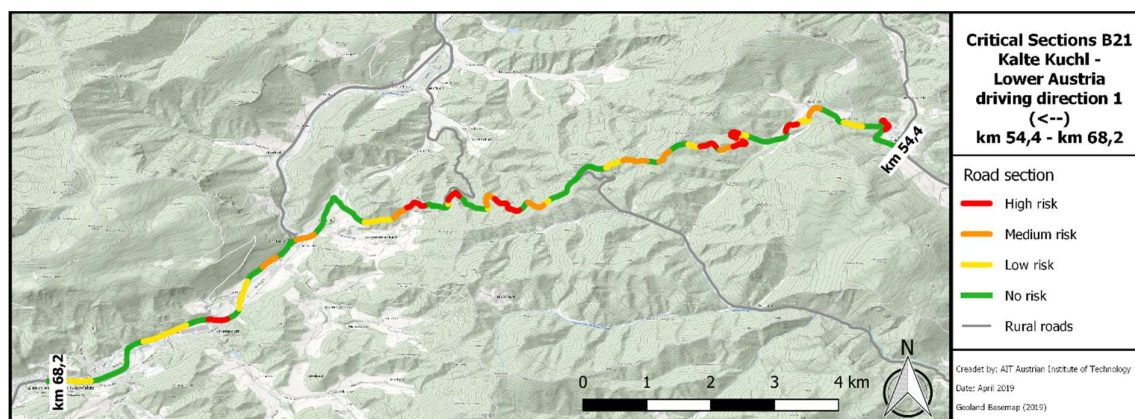 Critical Sections B21
Kalte Kuchl -
Lower Austria
driving direction 1
(<--)
km 54,4 - km 68,2
Road section
High risk
Medium risk
Low risk
No risk
Rural roads
Creadet by: AIT Austrian Institute of Technology
Date: April 2019
Geoland Basemap (2019)
km 54,4
km 68,2
N
0 1 2 3 4 km